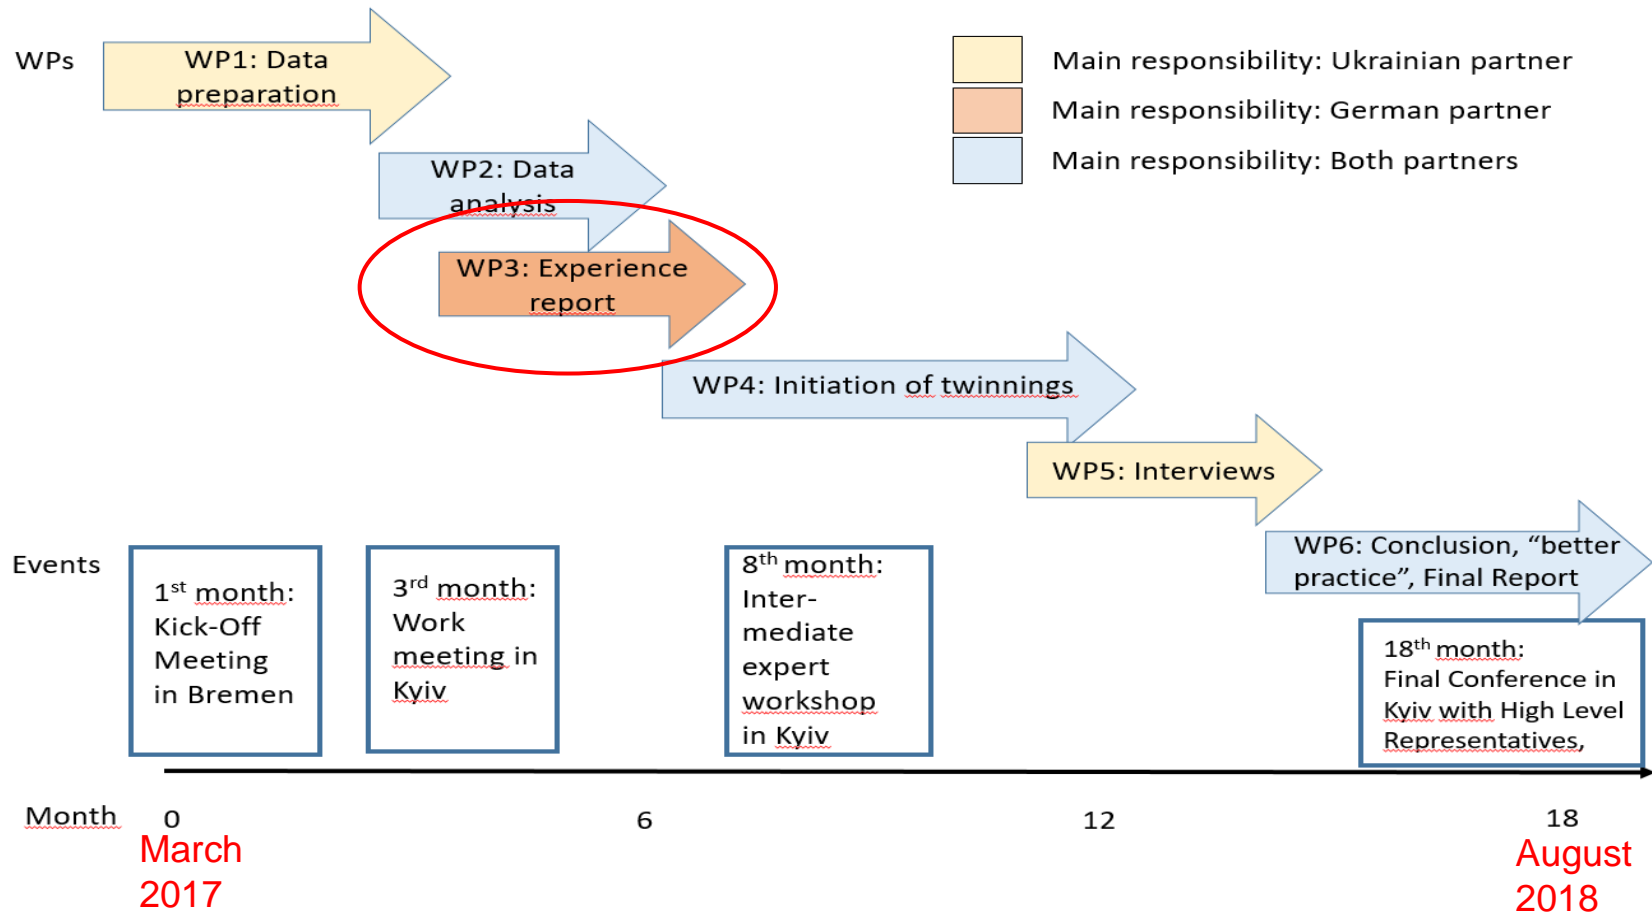 WPs
WP1: Data
preparation
Main responsibility: Ukrainian partner
Main responsibility: German partner
Main responsibility: Both partners
WP2: Data
analysis
WP3: Experience
report
WP4: Initiation of twinnings
WP5: Interviews
WP6: Conclusion, “better
practice”, Final Report
Events
1st month:
Kick-Off
Meeting
in Bremen
3rd month:
Work
meeting in
Kyiv
8th month:
Inter-
mediate
expert
workshop
in Kyiv
18th month:
Final Conference in
Kyiv with High Level
Representatives,
Month 0 6 12 18
March
2017
August
2018